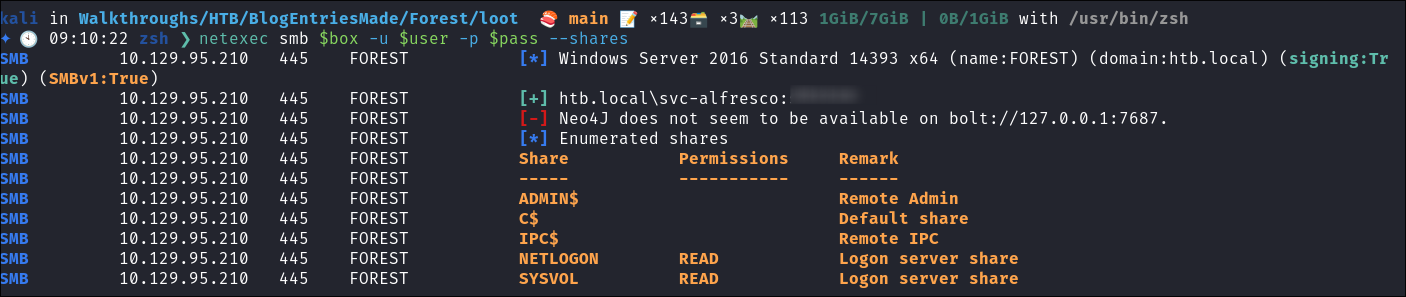 kali in Walkthroughs/HTB/BlogEntriesMade/Forest/loot 🍣 main 📝 ×143🗃️ ×3🛤️ ×113 1GiB/7GiB | 0B/1GiB with /usr/bin/zsh
✦ 🕙 09:10:22 zsh ❯ netexec smb $box -u $user -p $pass --shares
SMB 10.129.95.210 445 FOREST [*] Windows Server 2016 Standard 14393 x64 (name:FOREST) (domain:htb.local) (signing:Tr
ue) (SMBv1:True)
SMB 10.129.95.210 445 FOREST [+] htb.local\svc-alfresco:
SMB 10.129.95.210 445 FOREST [-] Neo4J does not seem to be available on bolt://127.0.0.1:7687.
SMB 10.129.95.210 445 FOREST [*] Enumerated shares
SMB 10.129.95.210 445 FOREST Share Permissions Remark
SMB 10.129.95.210 445 FOREST ----- ----------- ------
SMB 10.129.95.210 445 FOREST ADMIN$ Remote Admin
SMB 10.129.95.210 445 FOREST C$ Default share
SMB 10.129.95.210 445 FOREST IPC$ Remote IPC
SMB 10.129.95.210 445 FOREST NETLOGON READ Logon server share
SMB 10.129.95.210 445 FOREST SYSVOL READ Logon server share